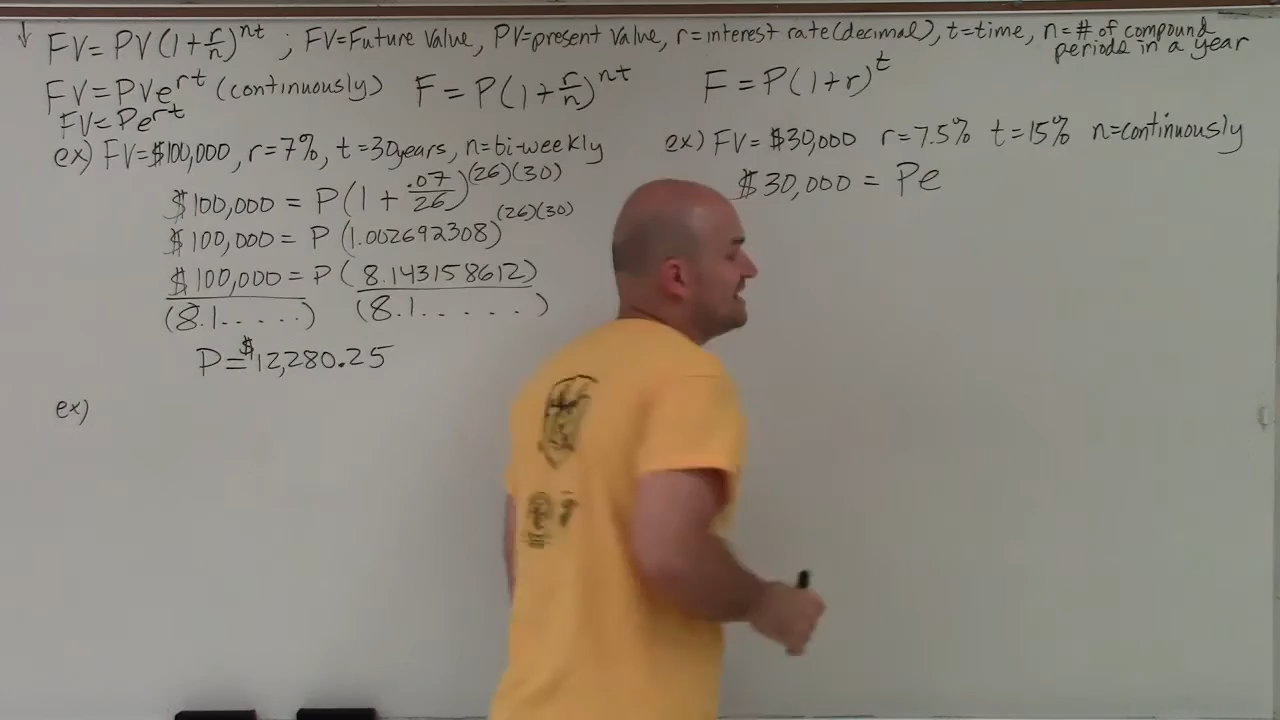 ↓ FV = PV(1 + r/n)^nt ; FV = Future Value, PV = present value, r = interest rate (decimal), t = time, n = # of compound periods in a year
FV = PVe^rt (continuously) F = P(1 + r/n)^nt F = P(1 + r)^t
FV = Pe^rt
ex) FV = $100,000, r = 7%, t = 30 years, n = bi-weekly
$100,000 = P(1 + .07/26)^(26)(30)
$100,000 = P(1.002692308)^(26)(30)
$100,000 = P(8.143158612)
(8.1.....) (8.1.....)
P = $12,280.25
ex)
ex) FV = $30,000 r = 7.5% t = 15% n = continuously
$30,000 = Pe